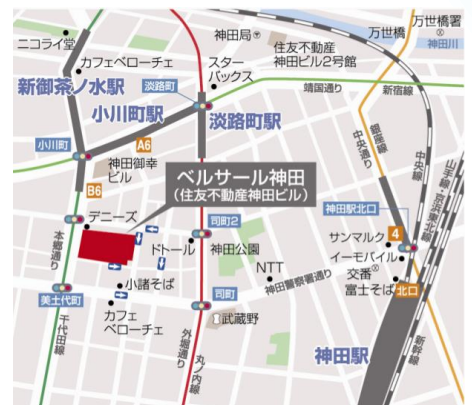 ニコライ堂
カフェベローチェ
新御茶ノ水駅
小川町駅
淡路町
神田局
スター
バックス
住友不動産
神田ビル2号館
万世橋
万世橋署
神田川
靖国通り
新宿線
淡路町駅
小川町
A6
B6
神田御幸
ビル
ベルサール神田
(住友不動産神田ビル)
銀座線
中央通り
中央線
山手線・京浜東北線
神田駅北口
4
デニーズ
本郷通り
司町2
ドトール
神田公園
サンマルク
イーモバイル
交番
富士そば
北口
NTT
神田警察署通り
小諸そば
美土代町
カフェ
ベローチェ
司町
武蔵野
千代田線
外堀通り
丸ノ内線
神田駅
新幹線